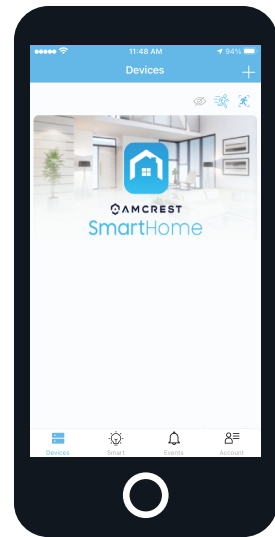 11:48 AM
94%
Devices
AMCREST
SmartHome
Devices
Smart
Events
Account